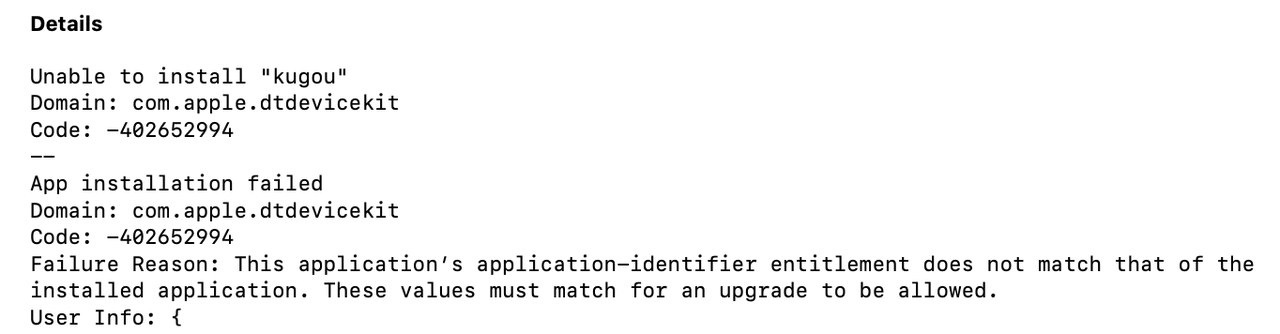 Details
Unable to install "kugou"
Domain: com.apple.dtdevicekit
Code: -402652994
--
App installation failed
Domain: com.apple.dtdevicekit
Code: -402652994
Failure Reason: This application’s application-identifier entitlement does not match that of the
installed application. These values must match for an upgrade to be allowed.
User Info: {